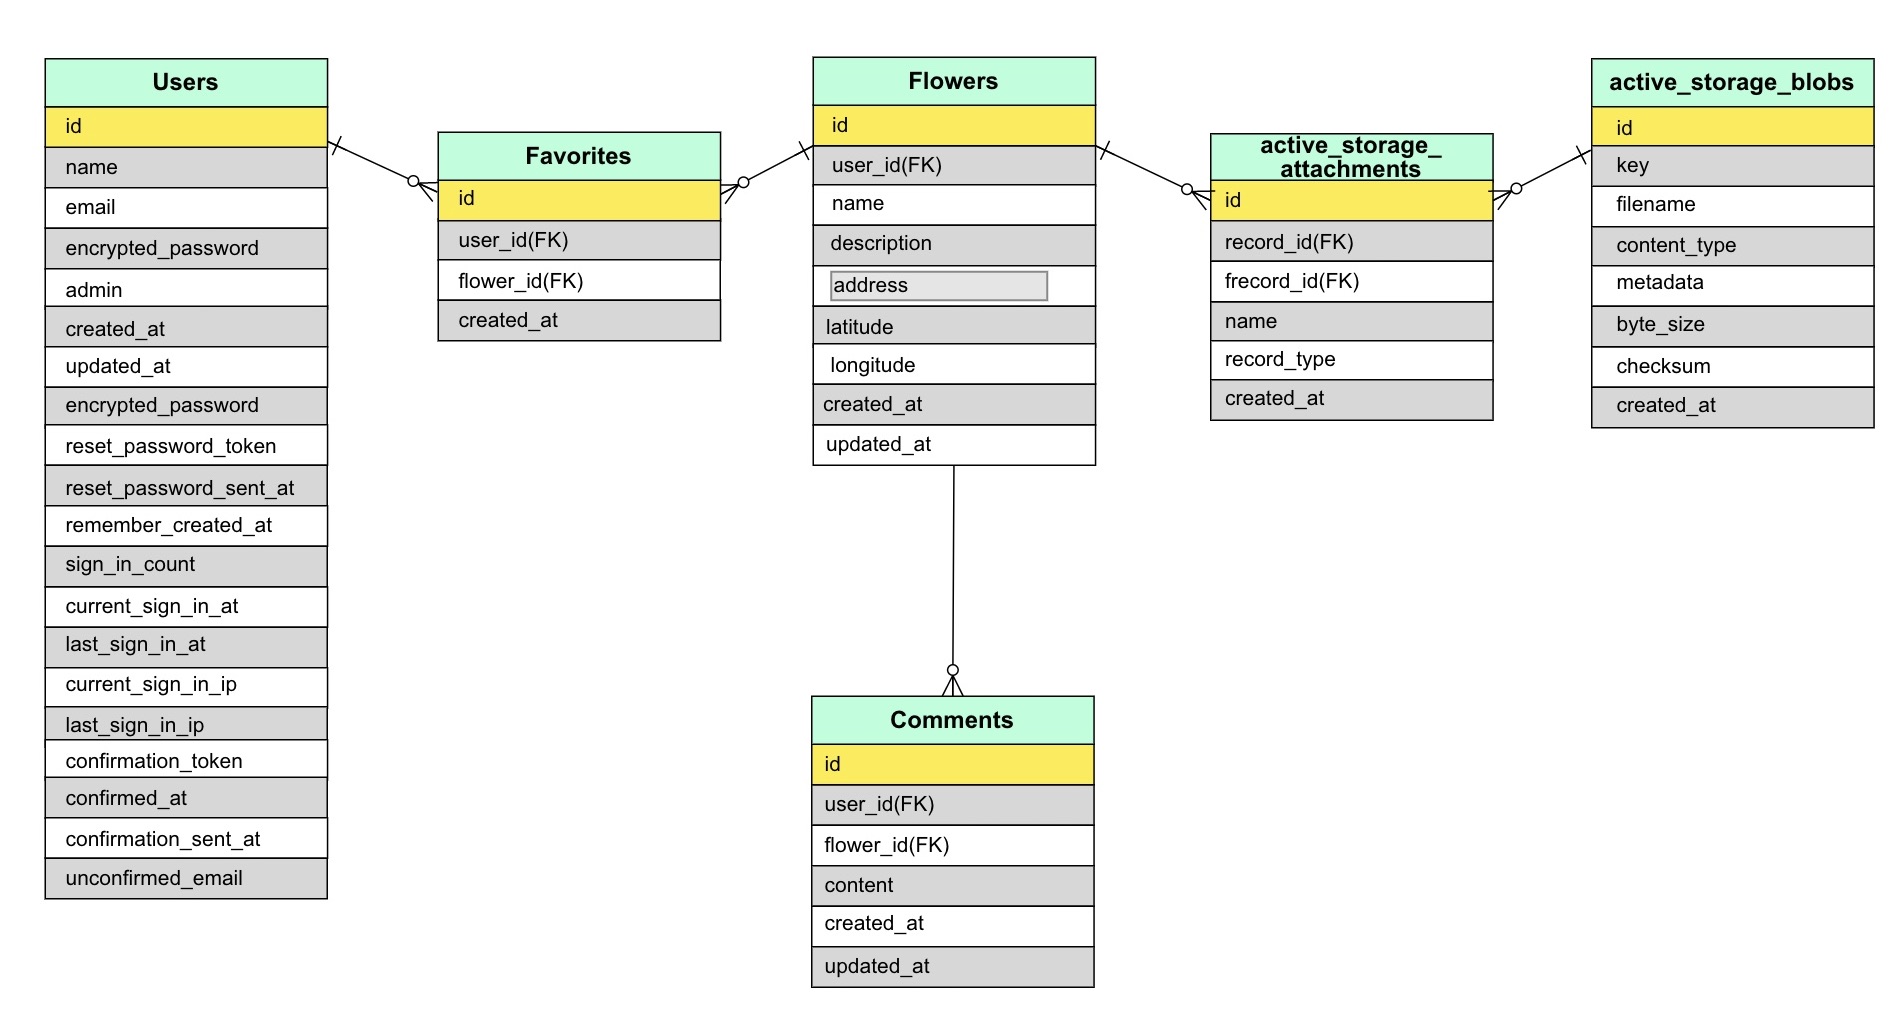 Users
id
name
email
encrypted_password
admin
created_at
updated_at
encrypted_password
reset_password_token
reset_password_sent_at
remember_created_at
sign_in_count
current_sign_in_at
last_sign_in_at
current_sign_in_ip
last_sign_in_ip
confirmation_token
confirmed_at
confirmation_sent_at
unconfirmed_email
Favorites
id
user_id(FK)
flower_id(FK)
created_at
Flowers
id
user_id(FK)
name
description
address
latitude
longitude
created_at
updated_at
Comments
id
user_id(FK)
flower_id(FK)
content
created_at
updated_at
active_storage_
attachments
id
record_id(FK)
frecord_id(FK)
name
record_type
created_at
active_storage_blobs
id
key
filename
content_type
metadata
byte_size
checksum
created_at